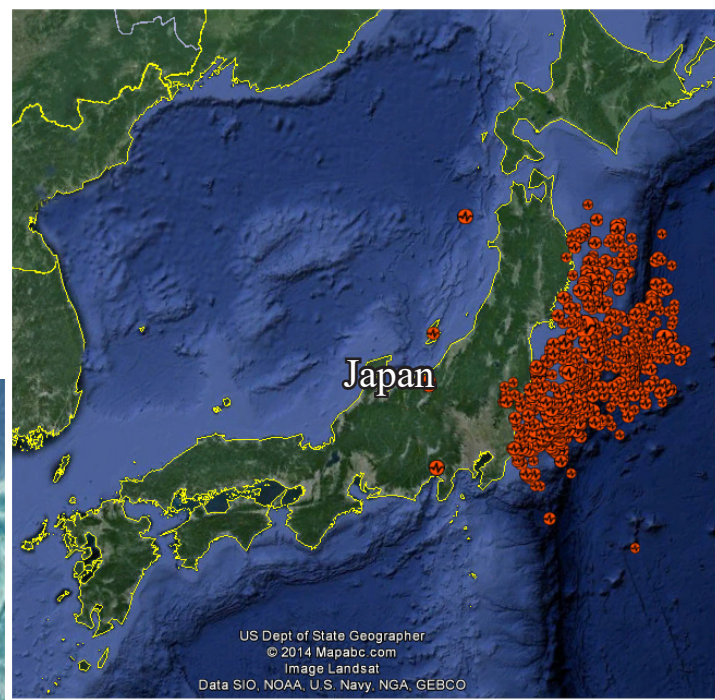 Japan
US Dept of State Geographer
© 2014 Mapabc.com
Image Landsat
Data SIO, NOAA, U.S. Navy, NGA, GEBCO